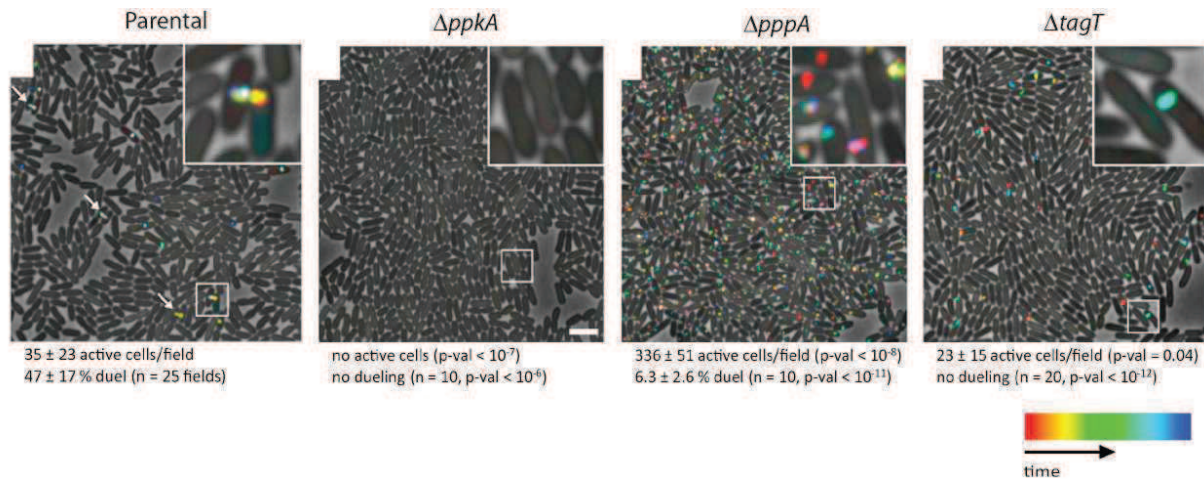 Parental
ΔppkA
ΔpppA
ΔtagT
35 ± 23 active cells/field
47 ± 17 % duel (n = 25 fields)
no active cells (p-val < 10⁻⁷)
no dueling (n = 10, p-val < 10⁻⁶)
336 ± 51 active cells/field (p-val < 10⁻⁸)
6.3 ± 2.6 % duel (n = 10, p-val < 10⁻¹¹)
23 ± 15 active cells/field (p-val = 0.04)
no dueling (n = 20, p-val < 10⁻¹²)
time